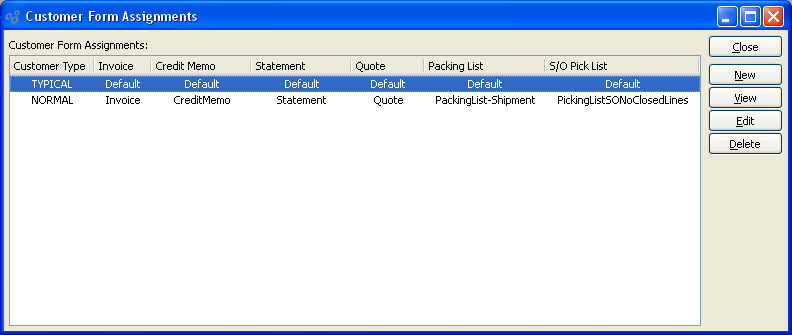 Customer Form Assignments
Customer Form Assignments:
Close
Customer Type Invoice Credit Memo Statement Quote Packing List S/O Pick List
New
TYPICAL Default Default Default Default Default Default
View
NORMAL Invoice CreditMemo Statement Quote PackingList-Shipment PickingListSONoClosedLines
Edit
Delete